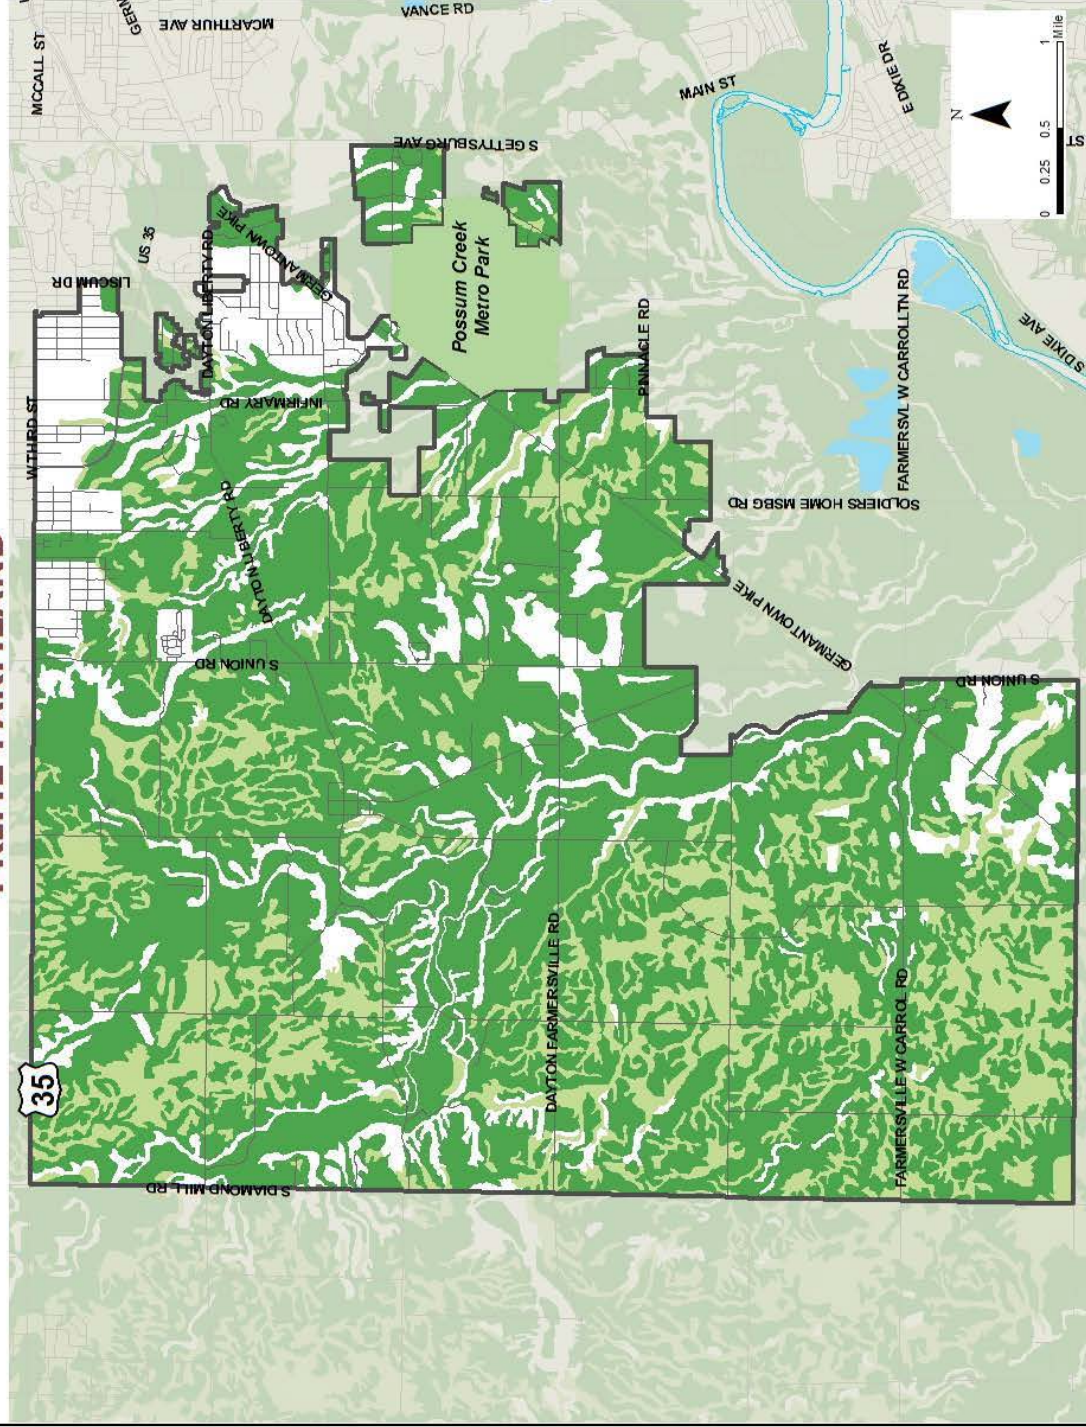 MCCALL ST
GERM
MCARTHUR AVE
VANCE RD
MAIN ST
E DIXIE DR
N
0 0.25 0.5 1
Mile
ST
US 35
LISCUM DR
W THIRD ST
DAYTON LIBERTY RD
GERMANTOWN PIKE
S GETTYSBURG AVE
Possum Creek
Metro Park
INFIRMARY RD
PINNACLE RD
FARMERSVL W CARROLLTN RD
S DIXIE AVE
DAYTON LIBERTY RD
SOLDIERS HOME MSBG RD
GERMANTOWN PIKE
S UNION RD
S UNION RD
35
DAYTON FARMERSVILLE RD
FARMERSVILLE W CARROL RD
S DIAMOND MILL RD